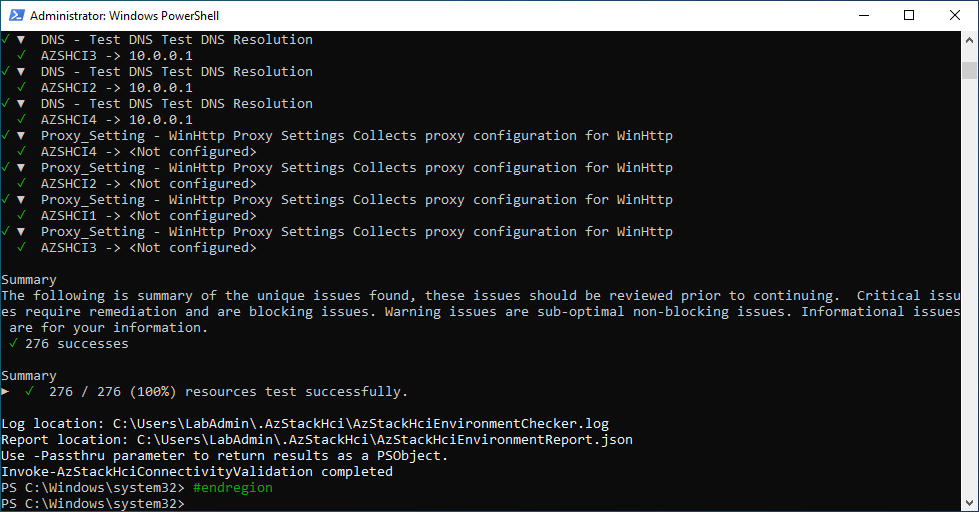 Administrator: Windows PowerShell
✓ ▼ DNS - Test DNS Test DNS Resolution
✓ AZSHCI3 -> 10.0.0.1
✓ ▼ DNS - Test DNS Test DNS Resolution
✓ AZSHCI2 -> 10.0.0.1
✓ ▼ DNS - Test DNS Test DNS Resolution
✓ AZSHCI4 -> 10.0.0.1
✓ ▼ Proxy_Setting - WinHttp Proxy Settings Collects proxy configuration for WinHttp
✓ AZSHCI4 -> <Not configured>
✓ ▼ Proxy_Setting - WinHttp Proxy Settings Collects proxy configuration for WinHttp
✓ AZSHCI2 -> <Not configured>
✓ ▼ Proxy_Setting - WinHttp Proxy Settings Collects proxy configuration for WinHttp
✓ AZSHCI1 -> <Not configured>
✓ ▼ Proxy_Setting - WinHttp Proxy Settings Collects proxy configuration for WinHttp
✓ AZSHCI3 -> <Not configured>
Summary
The following is summary of the unique issues found, these issues should be reviewed prior to continuing.  Critical issu
es require remediation and are blocking issues. Warning issues are sub-optimal non-blocking issues. Informational issues
are for your information.
✓ 276 successes
Summary
► ✓ 276 / 276 (100%) resources test successfully.
Log location: C:\Users\LabAdmin\.AzStackHci\AzStackHciEnvironmentChecker.log
Report location: C:\Users\LabAdmin\.AzStackHci\AzStackHciEnvironmentReport.json
Use -Passthru parameter to return results as a PSObject.
Invoke-AzStackHciConnectivityValidation completed
PS C:\Windows\system32> #endregion
PS C:\Windows\system32>